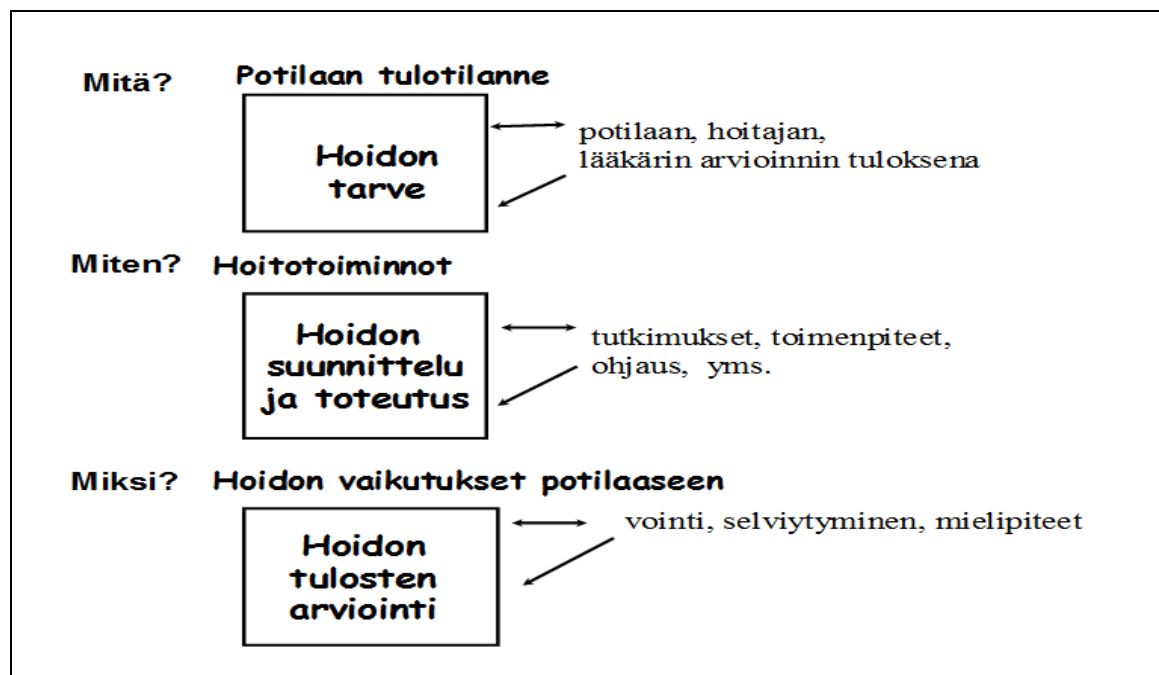 Mitä?
Potilaan tulotilanne
Hoidon
tarve
potilaan, hoitajan,
lääkärin arvioinnin tuloksena
Miten?
Hoitotoiminnot
Hoidon
suunnittelu
ja toteutus
tutkimukset, toimenpiteet,
ohjaus, yms.
Miksi?
Hoidon vaikutukset potilaaseen
Hoidon
tulosten
arviointi
vointi, selviytyminen, mielipiteet